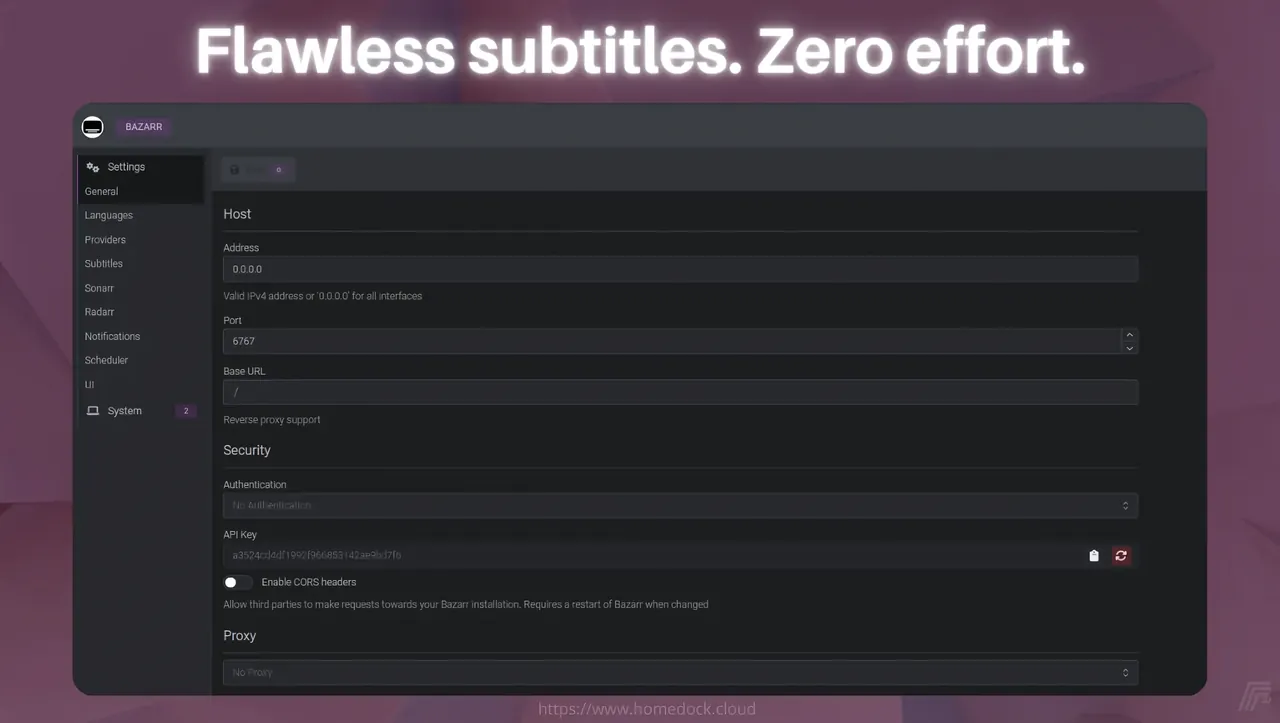 Flawless subtitles. Zero effort.
BAZARR
Settings
General
Languages
Providers
Subtitles
Sonarr
Radarr
Notifications
Scheduler
UI
System 2
Host
Address
0.0.0.0
Valid IPv4 address or '0.0.0.0' for all interfaces
Port
6767
Base URL
/
Reverse proxy support
Security
Authentication
No Authentication
API Key
Enable CORS headers
Allow third parties to make requests towards your Bazarr installation. Requires a restart of Bazarr when changed
Proxy
No Proxy
https://www.homedock.cloud